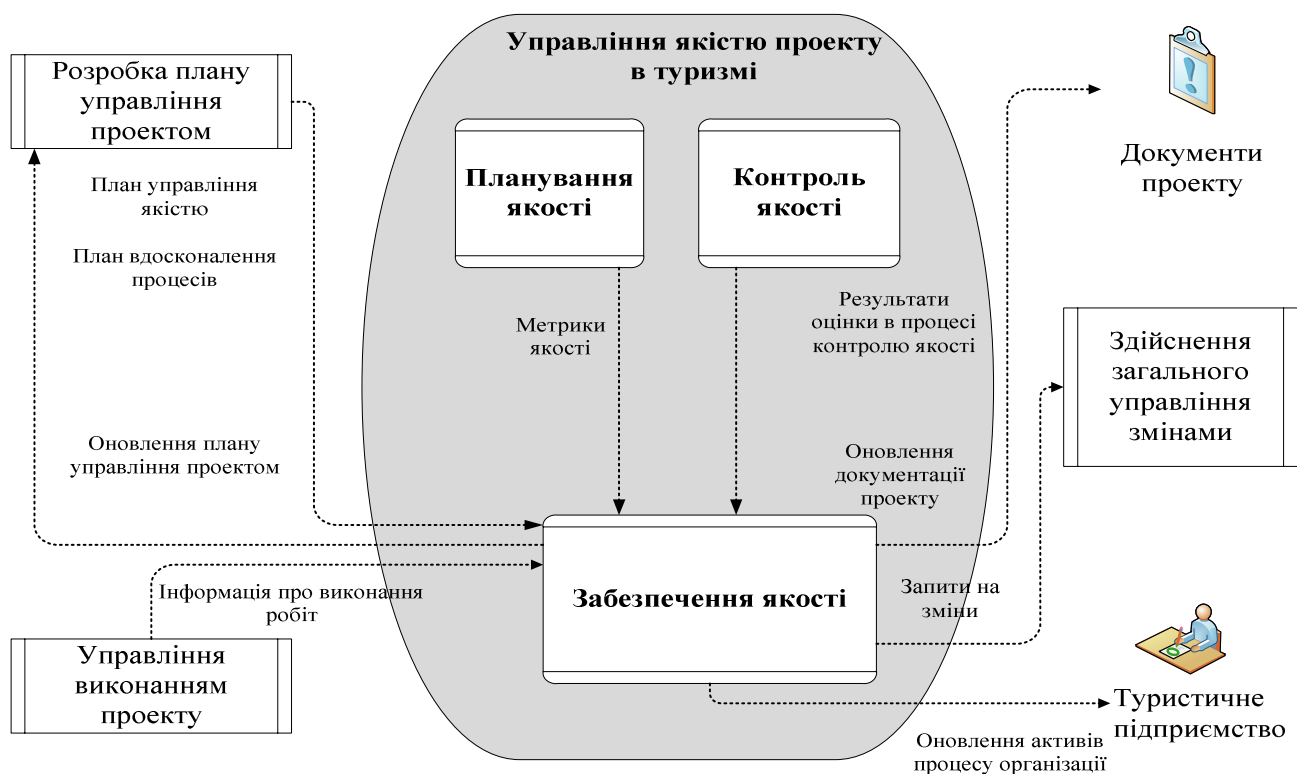 Управління якістю проекту
в туризмі
Розробка плану
управління
проектом
Планування
якості
Контроль
якості
Документи
проекту
План управління
якістю
План вдосконалення
процесів
Метрики
якості
Результати
оцінки в процесі
контролю якості
Здійснення
загального
управління
змінами
Оновлення плану
управління проектом
Оновлення
документації
проекту
Інформація про виконання
робіт
Забезпечення якості
Запити на
зміни
Управління
виконанням
проекту
Туристичне
підприємство
Оновлення активів
процесу організації